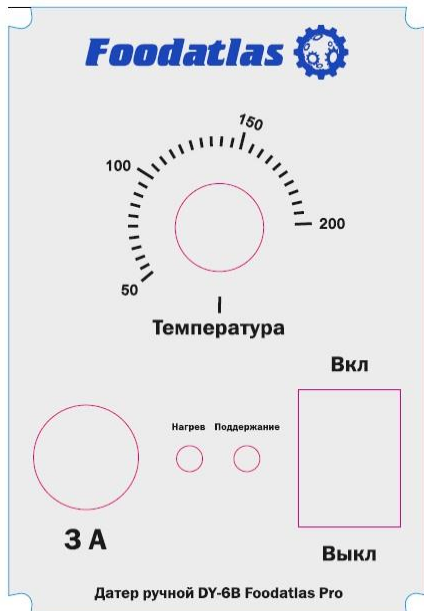 Foodatlas
150
100
200
50
Температура
Вкл
Нагрев Поддержание
3 А
Выкл
Датер ручной DY-6B Foodatlas Pro